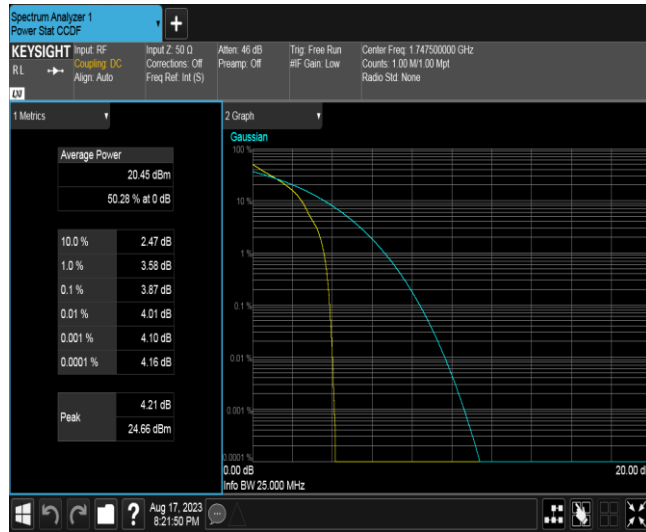 Spectrum Analyzer 1
Power Stat CCDF
KEYSIGHT
Input: RF
Coupling: DC
Align: Auto
Input Z: 50 Ω
Corrections: Off
Freq Ref: Int (S)
Atten: 46 dB
Preamp: Off
Trig: Free Run
#IF Gain: Low
Center Freq: 1.747500000 GHz
Counts: 1.00 M/1.00 Mpt
Radio Std: None
R L
LXI
1 Metrics
Average Power
20.45 dBm
50.28 % at 0 dB
10.0 % 2.47 dB
1.0 % 3.58 dB
0.1 % 3.87 dB
0.01 % 4.01 dB
0.001 % 4.10 dB
0.0001 % 4.16 dB
Peak
4.21 dB
24.66 dBm
2 Graph
Gaussian
100 %
10 %
1 %
0.1 %
0.01 %
0.001 %
0.0001 %
0.00 dB
20.00 d
Info BW 25.000 MHz
?
Aug 17, 2023
8:21:50 PM